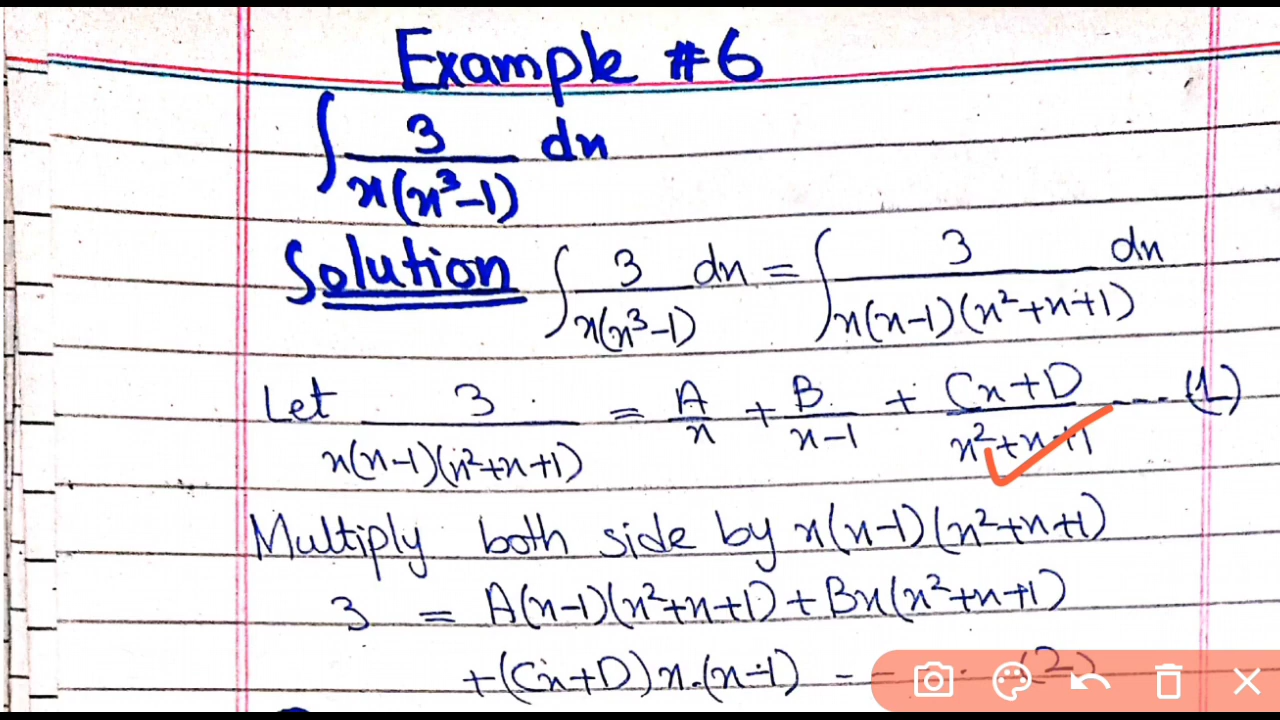 Example #6
∫ 3/x(x³-1) dx
Solution ∫ 3/x(x³-1) dx = ∫ 3/x(x-1)(x²+x+1) dx
Let 3/x(x-1)(x²+x+1) = A/x + B/x-1 + Cx+D/x²+x+1 --- (1)
Multiply both side by x(x-1)(x²+x+1)
3 = A(x-1)(x²+x+1)+Bx(x²+x+1)
+(Cx+D)x.(x-1) --- (2)